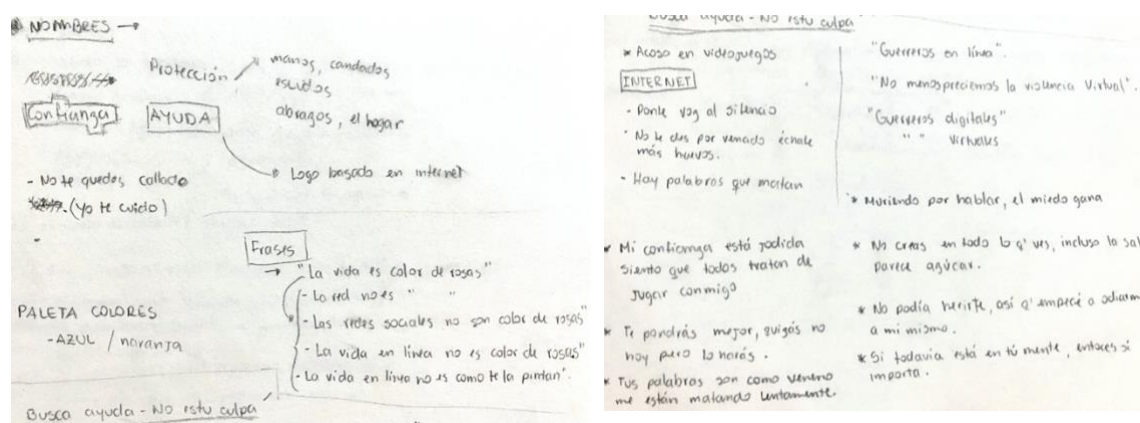 NOMBRES →
Protección
manos, candados
escudos
abrazos, el hogar
Confianza
AYUDA
Logo basado en internet
- No te quedes callado
(Yo te cuido)
-
Frases
→ "La vida es color de rosas"
- La red no es " "
- Las redes sociales no son color de rosas"
- La vida en línea no es color de rosas"
- La vida en línea no es como te la pintan".
PALETA COLORES
- AZUL / naranja
Busca ayuda - No es tu culpa
Busca ayuda - No es tu culpa
* Acoso en videojuegos
INTERNET
- Ponle voz al silencio
- No te des por vencido échale
más huevos.
- Hay palabras que matan
"Guerreros en línea".
"No menospreciemos la violencia Virtual".
"Guerreros digitales"
" " virtuales
* Muriendo por hablar, el miedo gana
* Mi confianza está jodida
siento que todos tratan de
jugar conmigo
* Te pondrás mejor, quizás no
hoy pero lo harás.
* Tus palabras son como veneno
me están matando lentamente.
* No creas en todo lo q' ves, incluso la sal
parece azúcar.
* No podía herirte, así q' empecé a odiarm
a mi mismo.
* Si todavía está en tú mente, entonces si
importa.